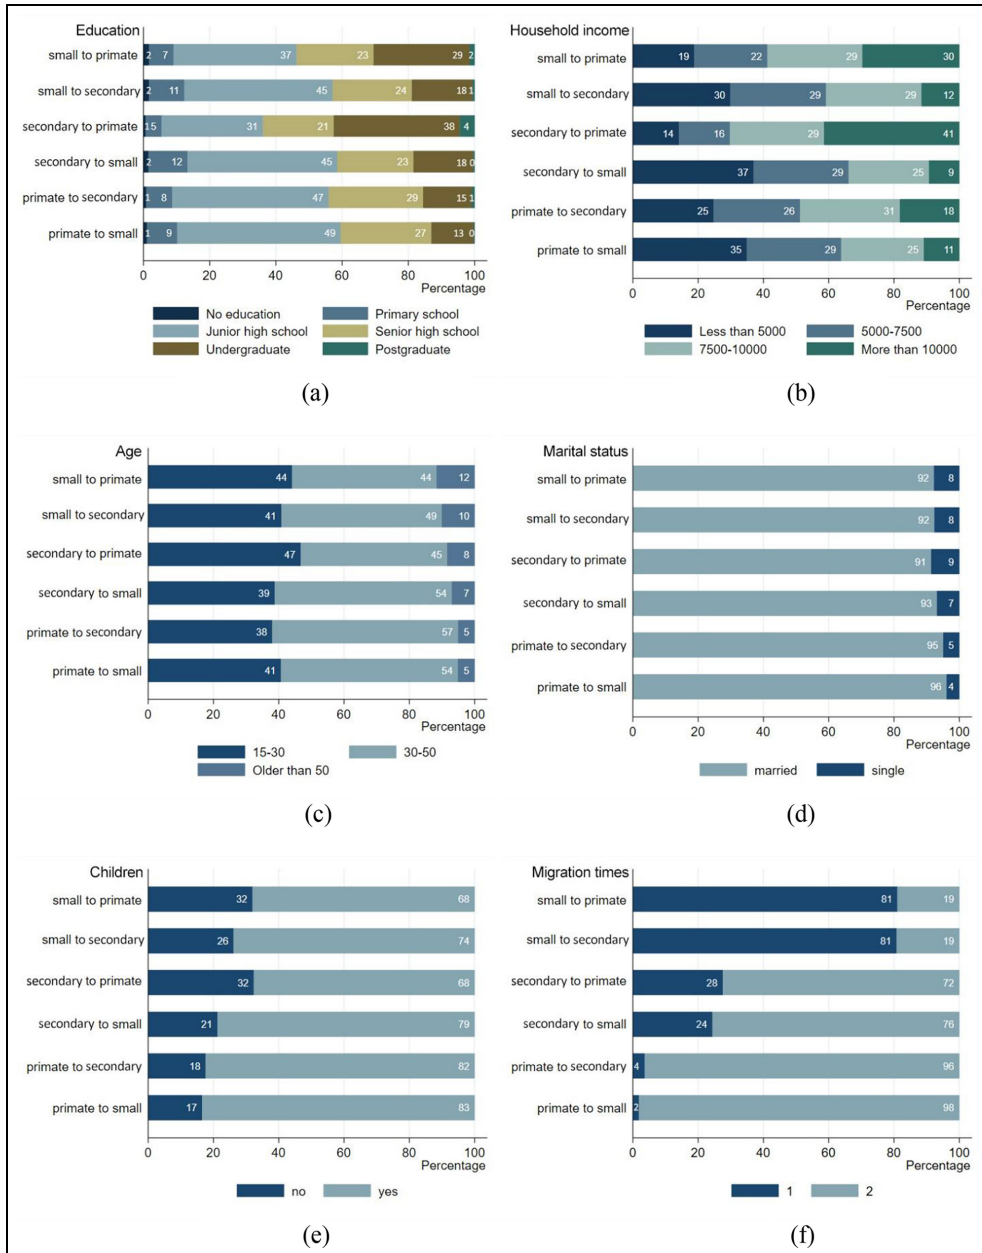 Education
small to primate 2 7 37 23 29 2
small to secondary 2 11 45 24 18 1
secondary to primate 1 5 31 21 38 4
secondary to small 2 12 45 23 18 0
primate to secondary 1 8 47 29 15 1
primate to small 1 9 49 27 13 0
0 20 40 60 80 100
Percentage
No education Primary school
Junior high school Senior high school
Undergraduate Postgraduate
(a)
Household income
small to primate 19 22 29 30
small to secondary 30 29 29 12
secondary to primate 14 16 29 41
secondary to small 37 29 25 9
primate to secondary 25 26 31 18
primate to small 35 29 25 11
0 20 40 60 80 100
Percentage
Less than 5000 5000-7500
7500-10000 More than 10000
(b)
Age
small to primate 44 44 12
small to secondary 41 49 10
secondary to primate 47 45 8
secondary to small 39 54 7
primate to secondary 38 57 5
primate to small 41 54 5
0 20 40 60 80 100
Percentage
15-30 30-50
Older than 50
(c)
Marital status
small to primate 92 8
small to secondary 92 8
secondary to primate 91 9
secondary to small 93 7
primate to secondary 95 5
primate to small 96 4
0 20 40 60 80 100
Percentage
married single
(d)
Children
small to primate 32 68
small to secondary 26 74
secondary to primate 32 68
secondary to small 21 79
primate to secondary 18 82
primate to small 17 83
0 20 40 60 80 100
Percentage
no yes
(e)
Migration times
small to primate 81 19
small to secondary 81 19
secondary to primate 28 72
secondary to small 24 76
primate to secondary 4 96
primate to small 2 98
0 20 40 60 80 100
Percentage
1 2
(f)